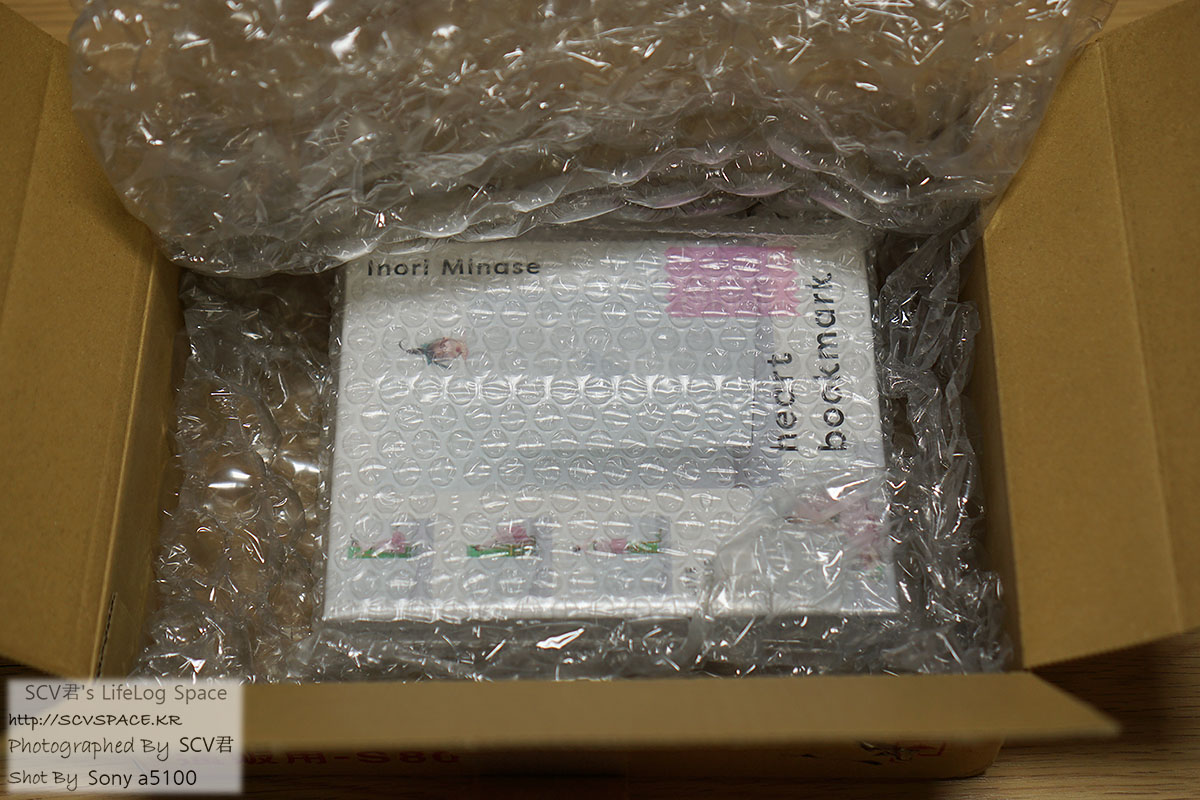 Inori Minase
heart
bookmark
SCV君's LifeLog Space
http://SCVSPACE.KR
Photographed By SCV君
Shot By Sony a5100